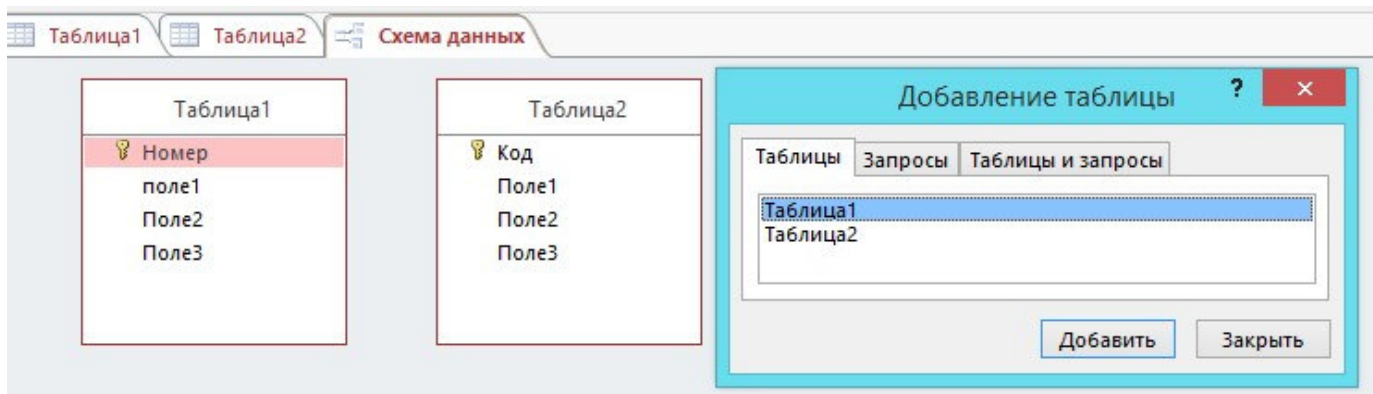 Таблица1 Таблица2 Схема данных
Таблица1
Номер
поле1
Поле2
Поле3
Таблица2
Код
Поле1
Поле2
Поле3
Добавление таблицы ? ×
Таблицы Запросы Таблицы и запросы
Таблица1
Таблица2
Добавить Закрыть